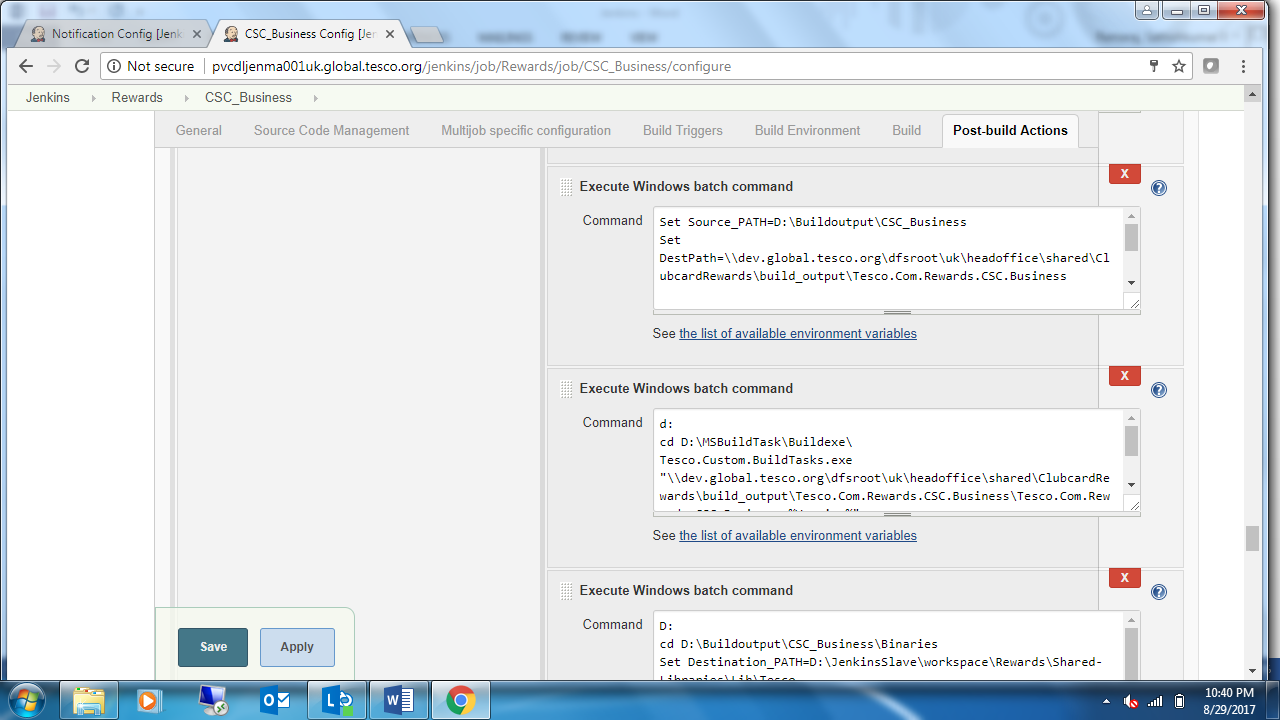 Notification Config [Jenk
CSC_Business Config [Jen
Not secure
pvcdljenma001uk.global.tesco.org/jenkins/job/Rewards/job/CSC_Business/configure
Jenkins
Rewards
CSC_Business
General
Source Code Management
Multijob specific configuration
Build Triggers
Build Environment
Build
Post-build Actions
X
Execute Windows batch command
?
Command
Set Source_PATH=D:\Buildoutput\CSC_Business
Set
DestPath=\\dev.global.tesco.org\dfsroot\uk\headoffice\shared\Cl
ubcardRewards\build_output\Tesco.Com.Rewards.CSC.Business
See the list of available environment variables
X
Execute Windows batch command
?
Command
d:
cd D:\MSBuildTask\Buildexe\
Tesco.Custom.BuildTasks.exe
"\\dev.global.tesco.org\dfsroot\uk\headoffice\shared\ClubcardRe
wards\build_output\Tesco.Com.Rewards.CSC.Business\Tesco.Com.Rew
See the list of available environment variables
X
Execute Windows batch command
?
Command
D:
cd D:\Buildoutput\CSC_Business\Binaries
Set Destination_PATH=D:\JenkinsSlave\workspace\Rewards\Shared-
Libraries\Lib\Tesco
Save
Apply
10:40 PM
8/29/2017